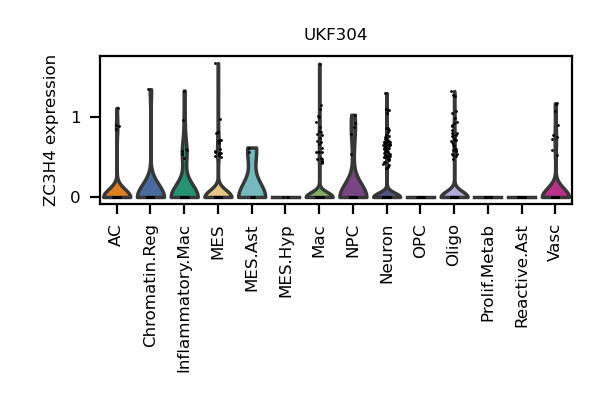 UKF304
ZC3H4 expression
1
0
AC
Chromatin.Reg
Inflammatory.Mac
MES
MES.Ast
MES.Hyp
Mac
NPC
Neuron
OPC
Oligo
Prolif.Metab
Reactive.Ast
Vasc